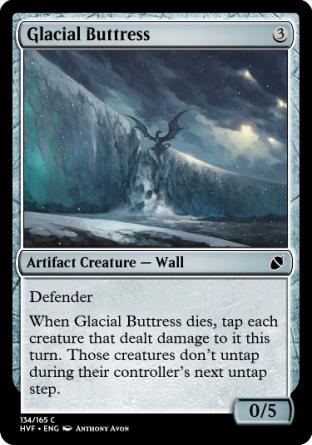 Glacial Buttress 3
Artifact Creature — Wall
Defender
When Glacial Buttress dies, tap each
creature that dealt damage to it this
turn. Those creatures don't untap
during their controller's next untap
step.
0/5
134/165 C
HVF • ENG Anthony Avon